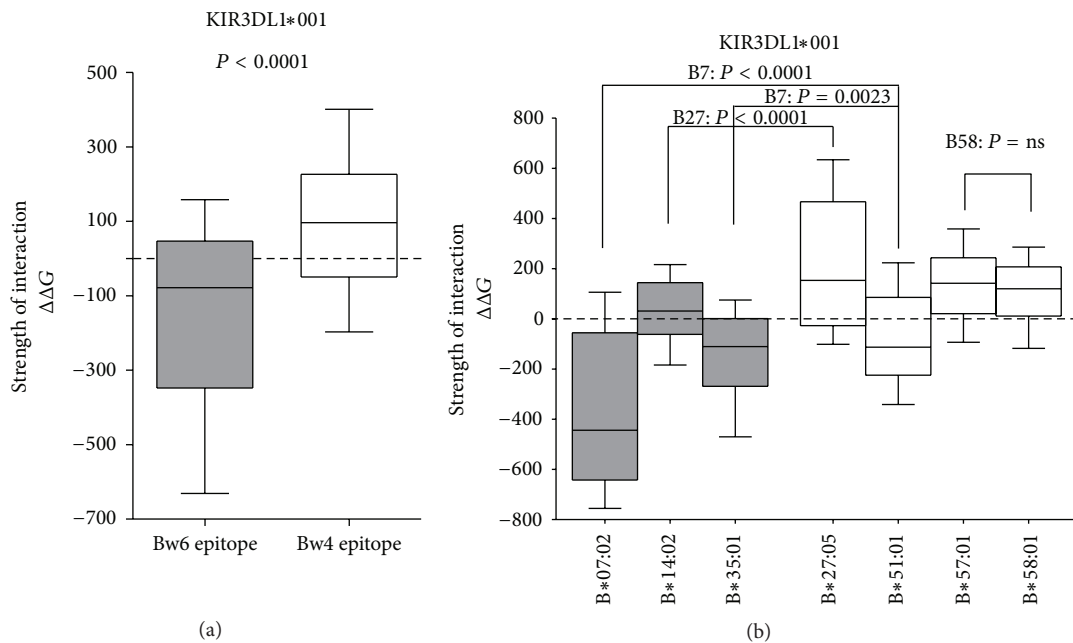 KIR3DL1∗001
P < 0.0001
500
300
100
−100
−300
−500
−700
Strength of interaction
ΔΔG
Bw6 epitope
Bw4 epitope
(a)
KIR3DL1∗001
B7: P < 0.0001
B7: P = 0.0023
B27: P < 0.0001
B58: P = ns
800
600
400
200
0
−200
−400
−600
−800
Strength of interaction
ΔΔG
B∗07:02
B∗14:02
B∗35:01
B∗27:05
B∗51:01
B∗57:01
B∗58:01
(b)